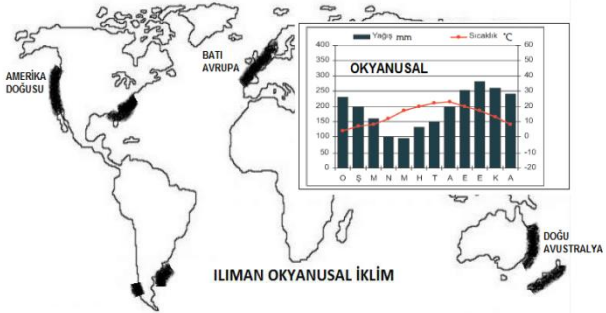 BATI
AVRUPA
AMERİKA
DOĞUSU
Yağış mm
Sıcaklık °C
OKYANUSAL
400
350
300
250
200
150
100
50
0
60
50
40
30
20
10
0
-10
-20
O Ş M N M H T A E E K A
DOĞU
AVUSTRALYA
ILIMAN OKYANUSAL İKLİM